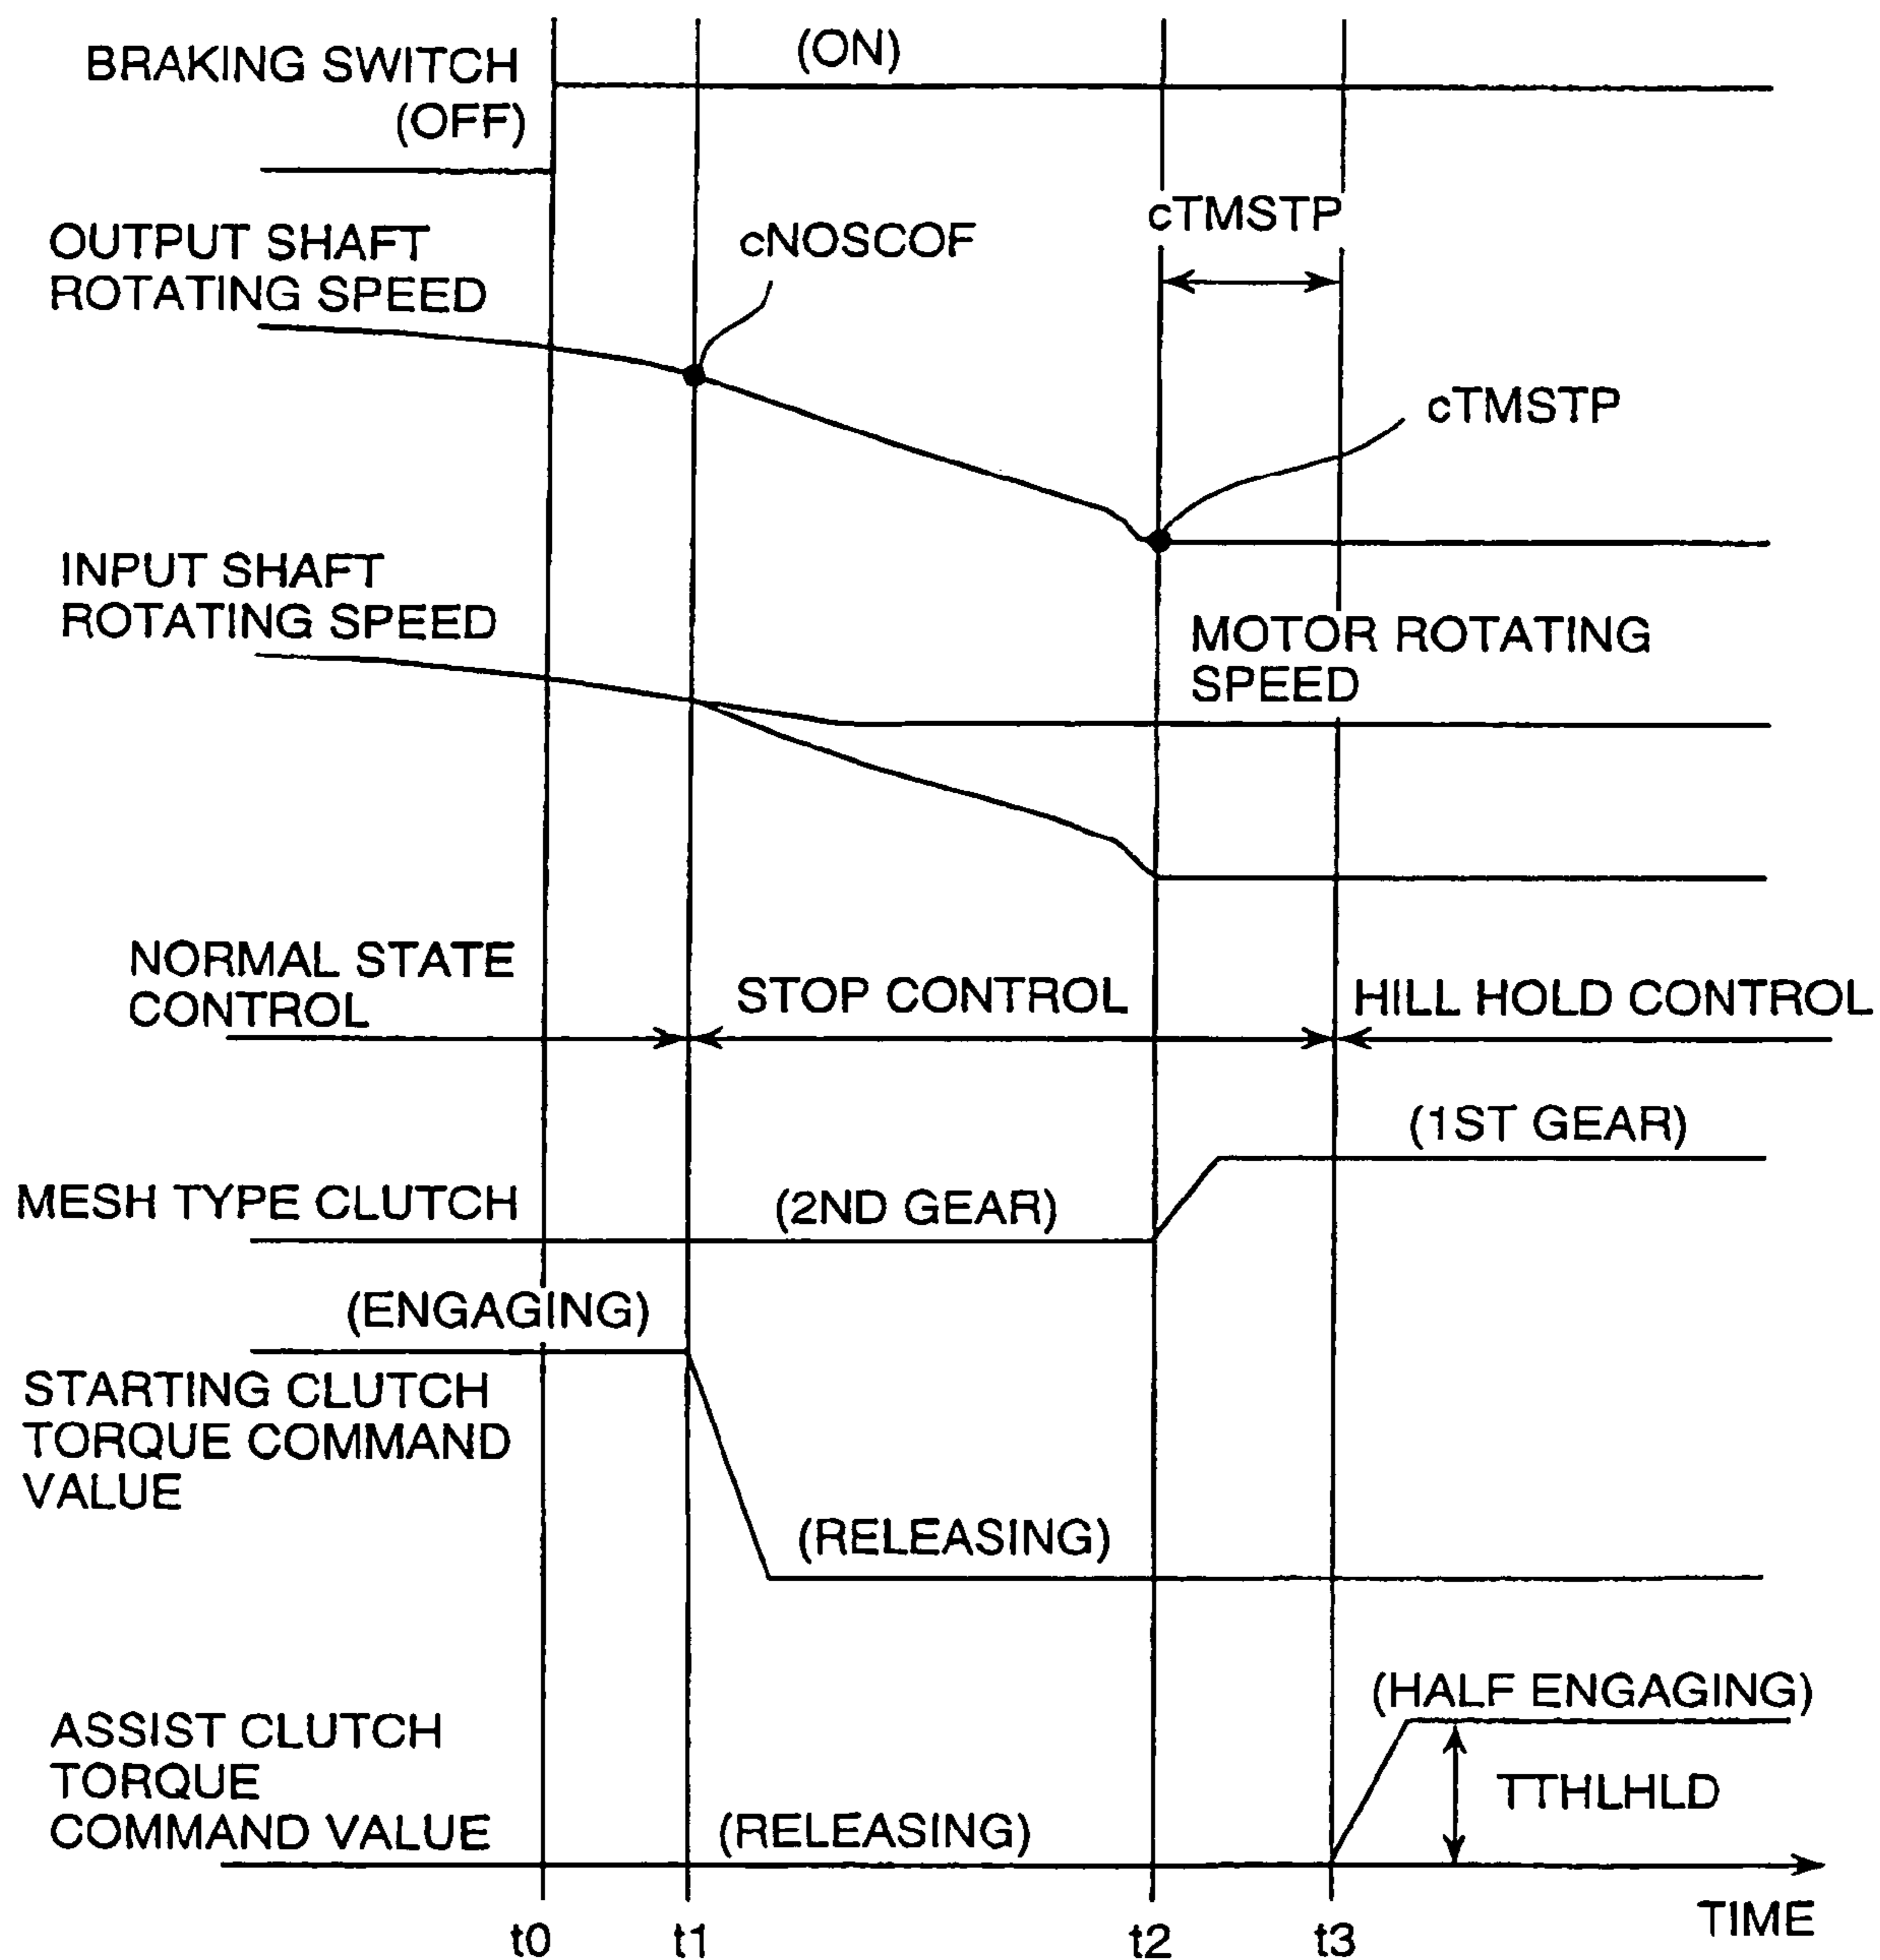 BRAKING SWITCH
(ON)
(OFF)
cTMSTP
OUTPUT SHAFT
ROTATING SPEED
cNOSCOF
cTMSTP
INPUT SHAFT
ROTATING SPEED
MOTOR ROTATING
SPEED
NORMAL STATE
CONTROL
STOP CONTROL
HILL HOLD CONTROL
(1ST GEAR)
MESH TYPE CLUTCH
(2ND GEAR)
(ENGAGING)
STARTING CLUTCH
TORQUE COMMAND
VALUE
(RELEASING)
(HALF ENGAGING)
ASSIST CLUTCH
TORQUE
COMMAND VALUE
TTHLHLD
(RELEASING)
TIME
t0
t1
t2
t3